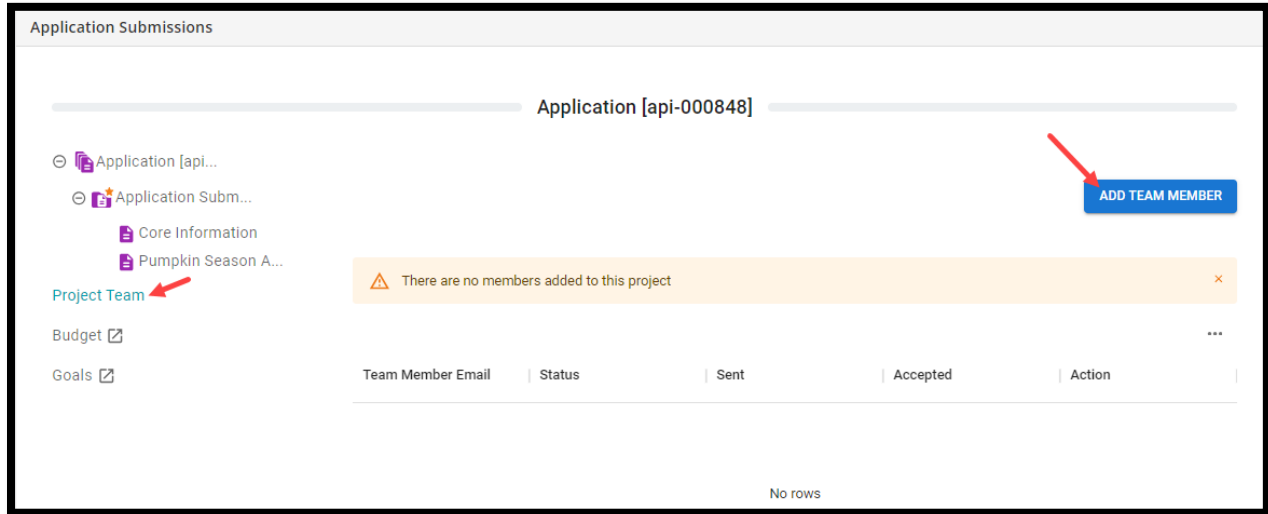 Application Submissions
Application [api-000848]
Application [api...
Application Subm...
ADD TEAM MEMBER
Core Information
Pumpkin Season A...
There are no members added to this project
Project Team
Budget
Goals
Team Member Email Status Sent Accepted Action
No rows